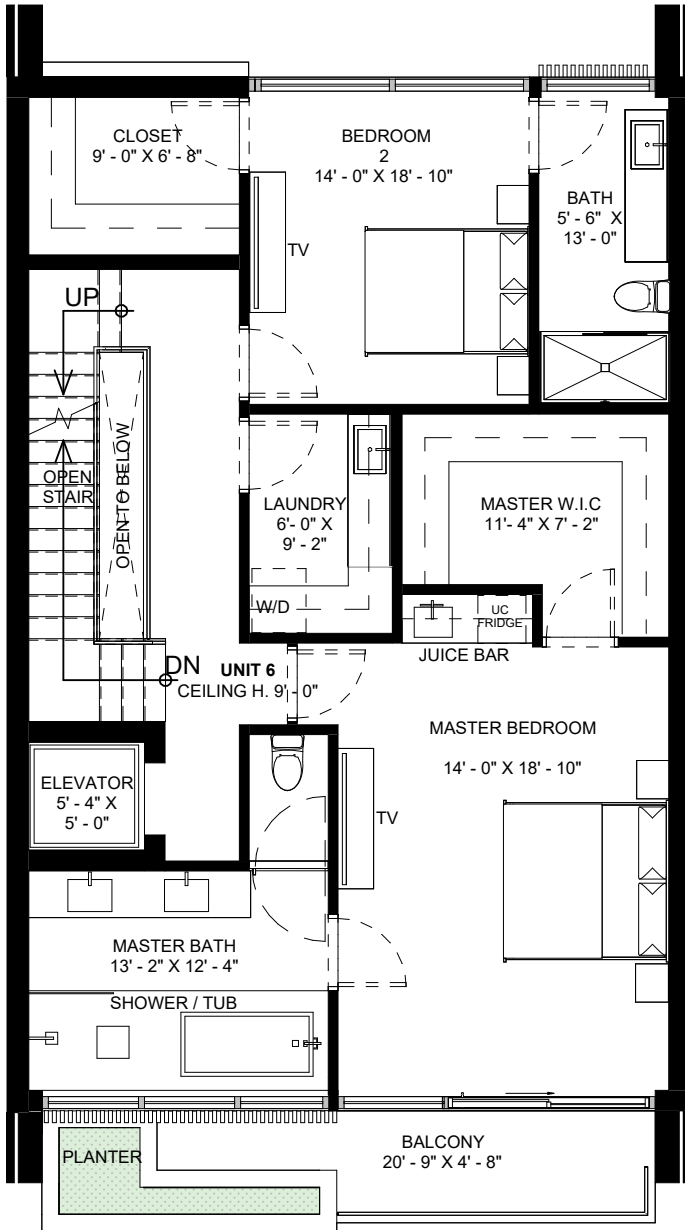 CLOSET
9' - 0" X 6' - 8"
BEDROOM
2
14' - 0" X 18' - 10"
BATH
5' - 6" X
13' - 0"
TV
UP
OPEN TO BELOW
OPEN
STAIR
LAUNDRY
6'- 0" X
9' - 2"
W/D
MASTER W.I.C
11'- 4" X 7' - 2"
UC
FRIDGE
JUICE BAR
DN
UNIT 6
CEILING H. 9' - 0"
MASTER BEDROOM
14' - 0" X 18' - 10"
ELEVATOR
5' - 4" X
5' - 0"
TV
MASTER BATH
13' - 2" X 12' - 4"
SHOWER / TUB
PLANTER
BALCONY
20' - 9" X 4' - 8"